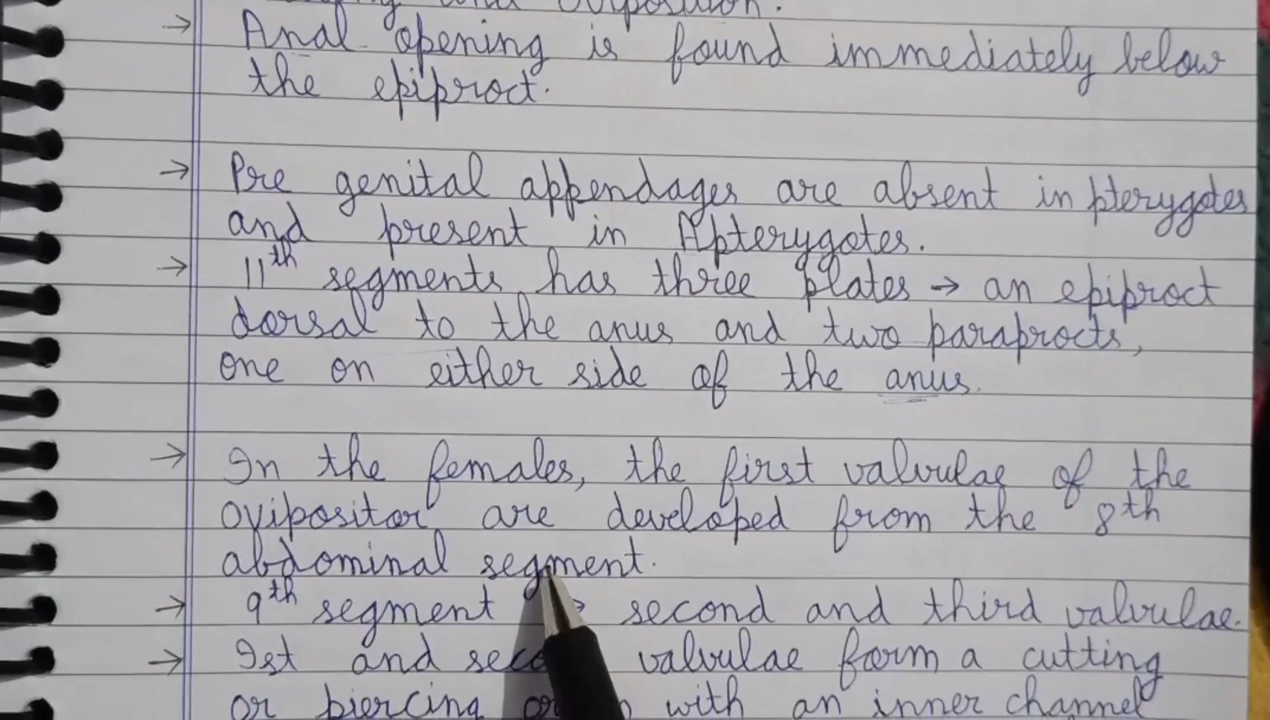 and oviposition.
→ Anal opening is found immediately below
the epiproct.
→ Pre genital appendages are absent in pterygotes
and present in Apterygotes.
→ 11th segments has three plates → an epiproct
dorsal to the anus and two paraprocts,
one on either side of the anus.
→ In the females, the first valvulae of the
ovipositor are developed from the 8th
abdominal segment.
→ 9th segment → second and third valvulae.
→ Ist and valvulae form a cutting
or piercing with an inner channel